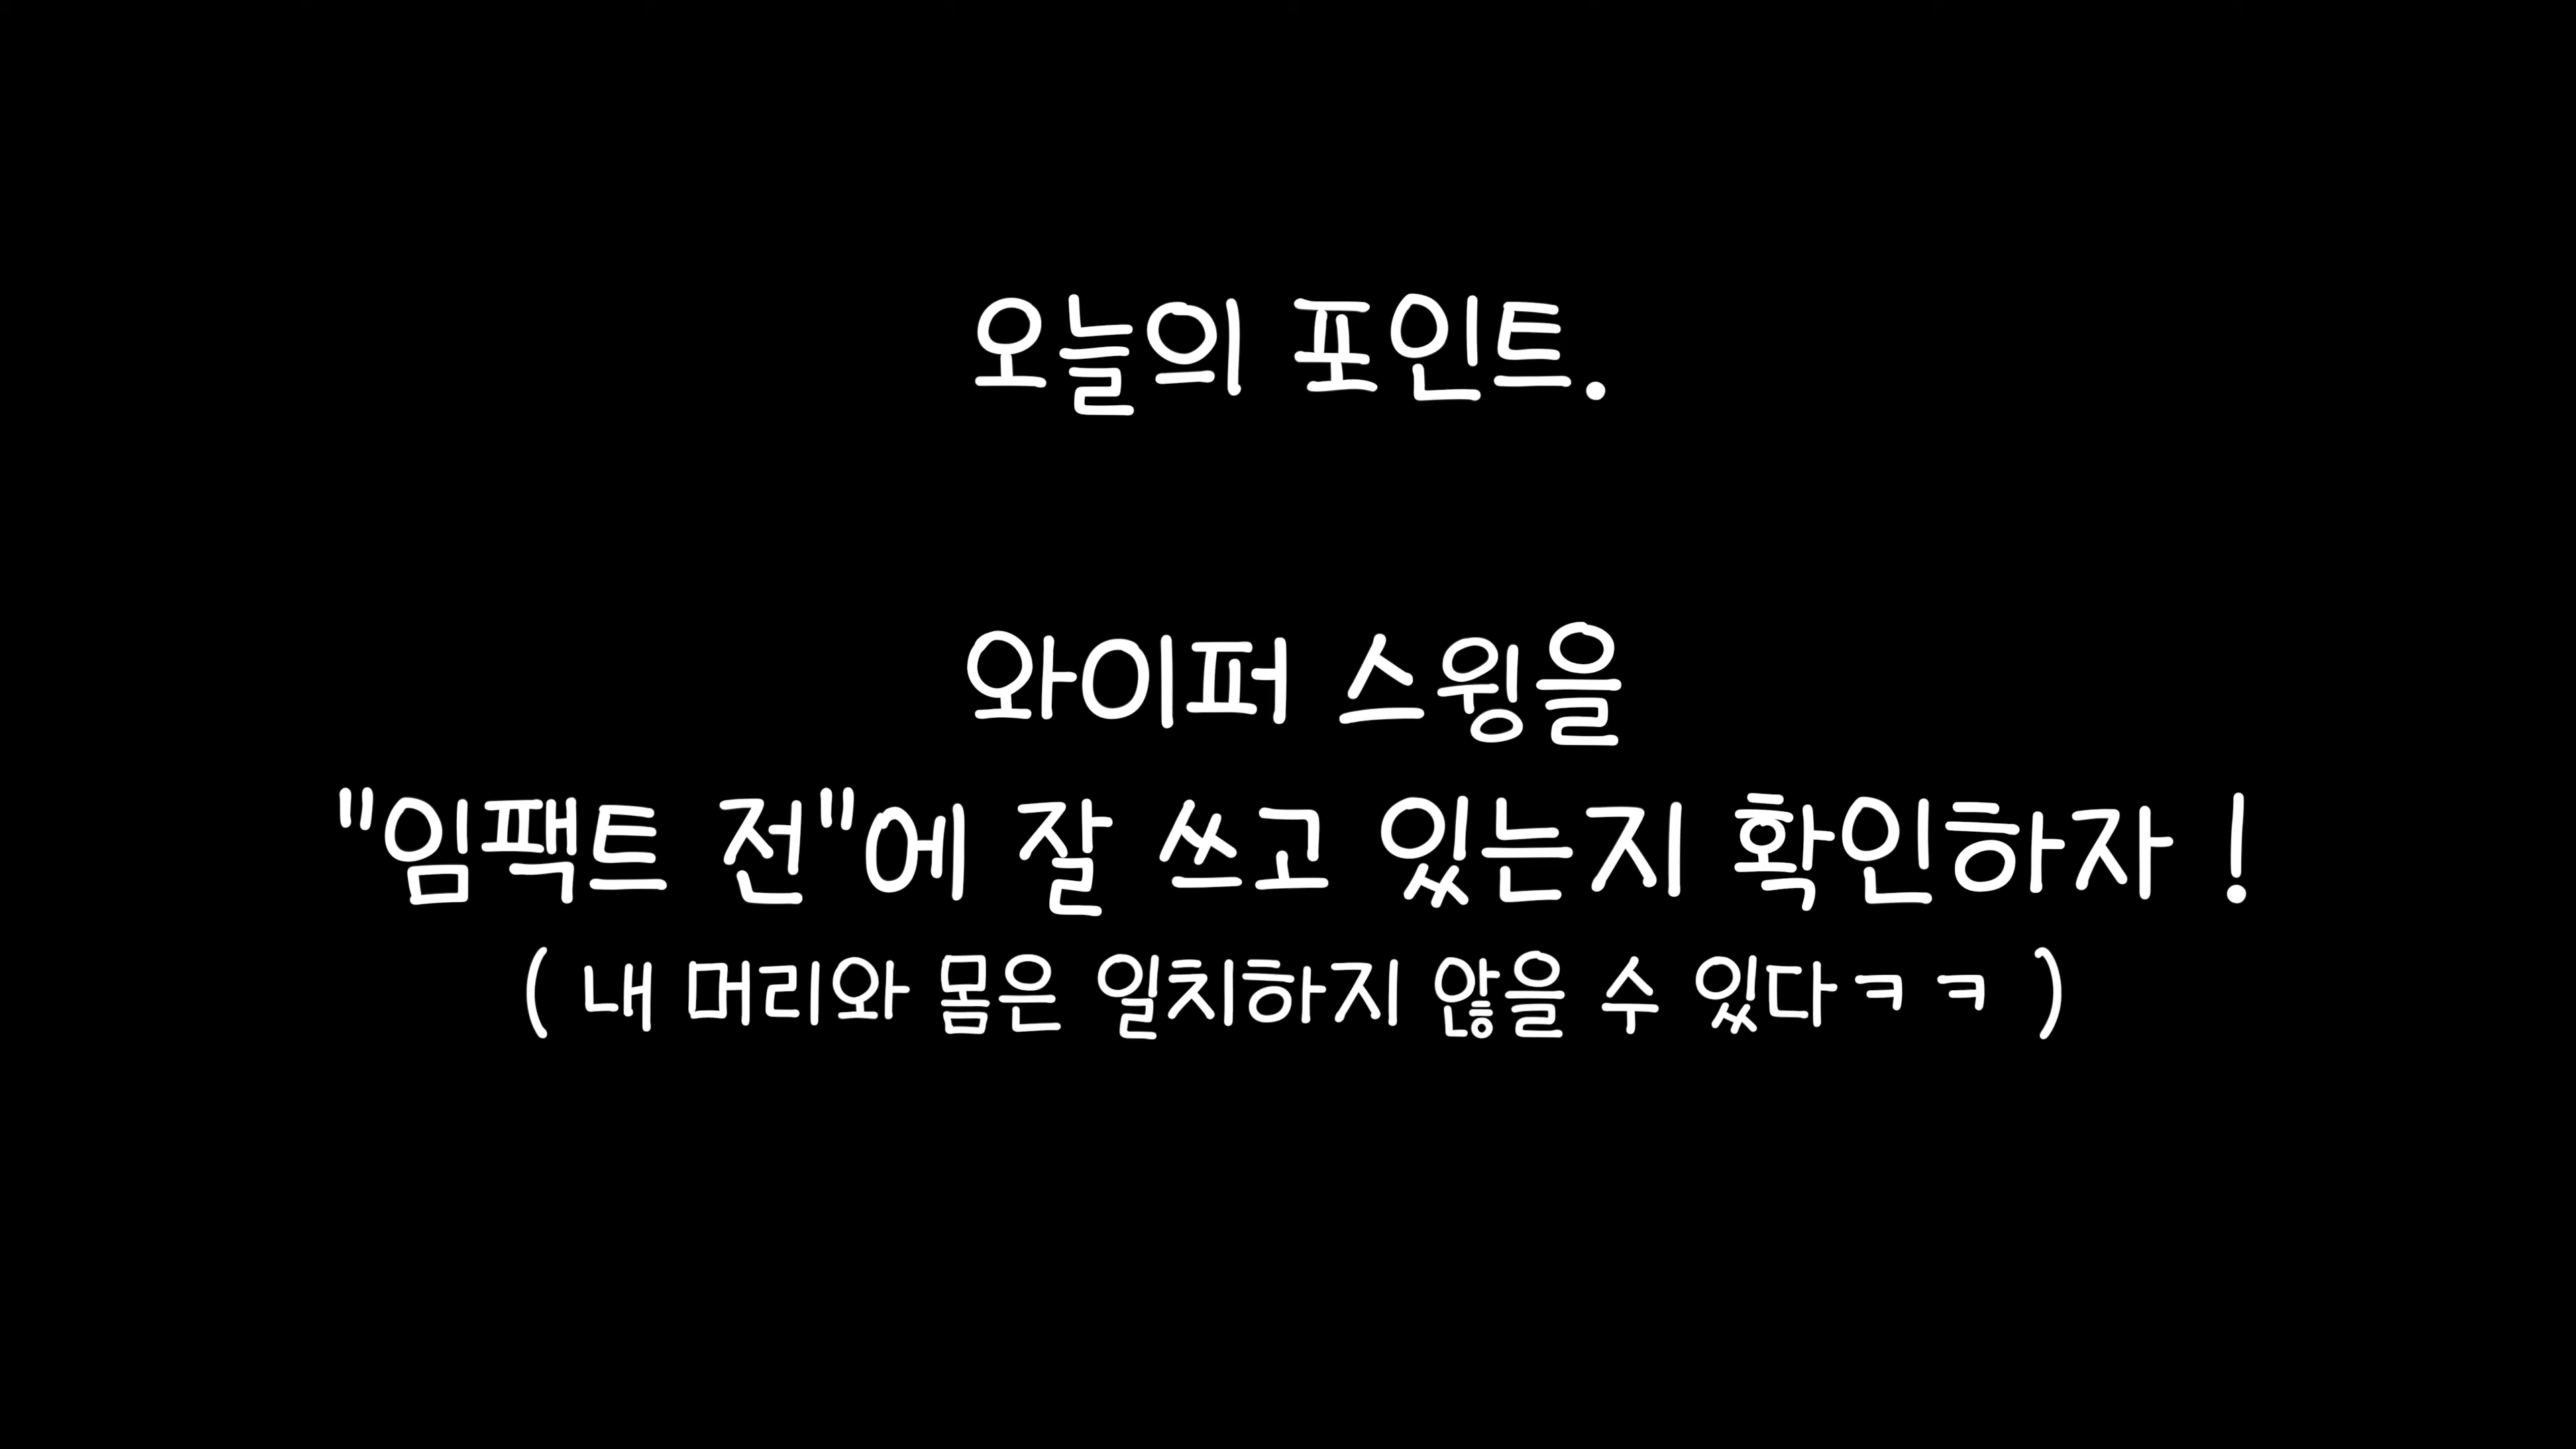 오늘의 포인트.
와이퍼 스윙을
"임팩트 전"에 잘 쓰고 있는지 확인하자 !
( 내 머리와 몸은 일치하지 않을 수 있다ㅋㅋ )